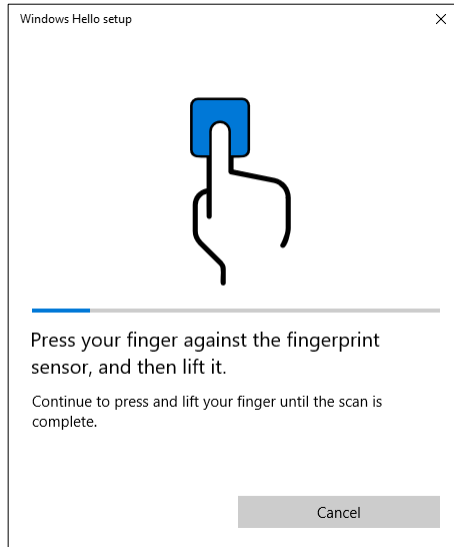 Windows Hello setup
Press your finger against the fingerprint
sensor, and then lift it.
Continue to press and lift your finger until the scan is
complete.
Cancel